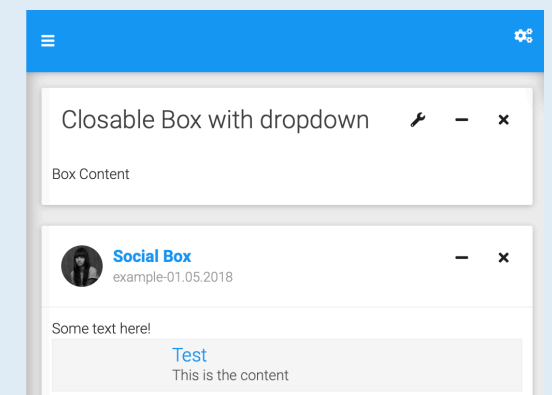 Closable Box with dropdown
Box Content
Social Box
example-01.05.2018
Some text here!
Test
This is the content